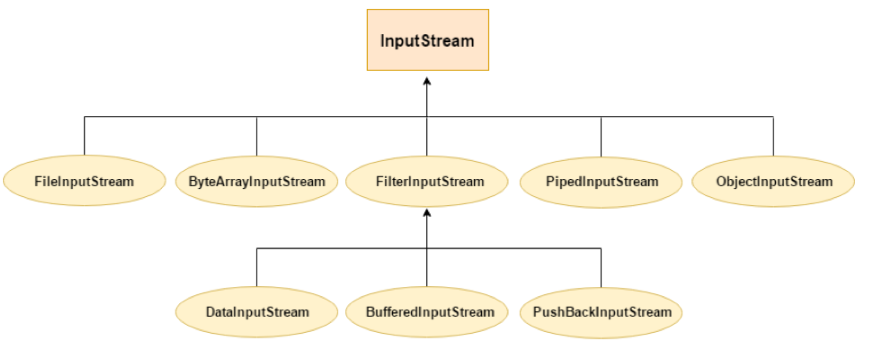 InputStream
FileInputStream
ByteArrayInputStream
FilterInputStream
PipedInputStream
ObjectInputStream
DataInputStream
BufferedInputStream
PushBackInputStream